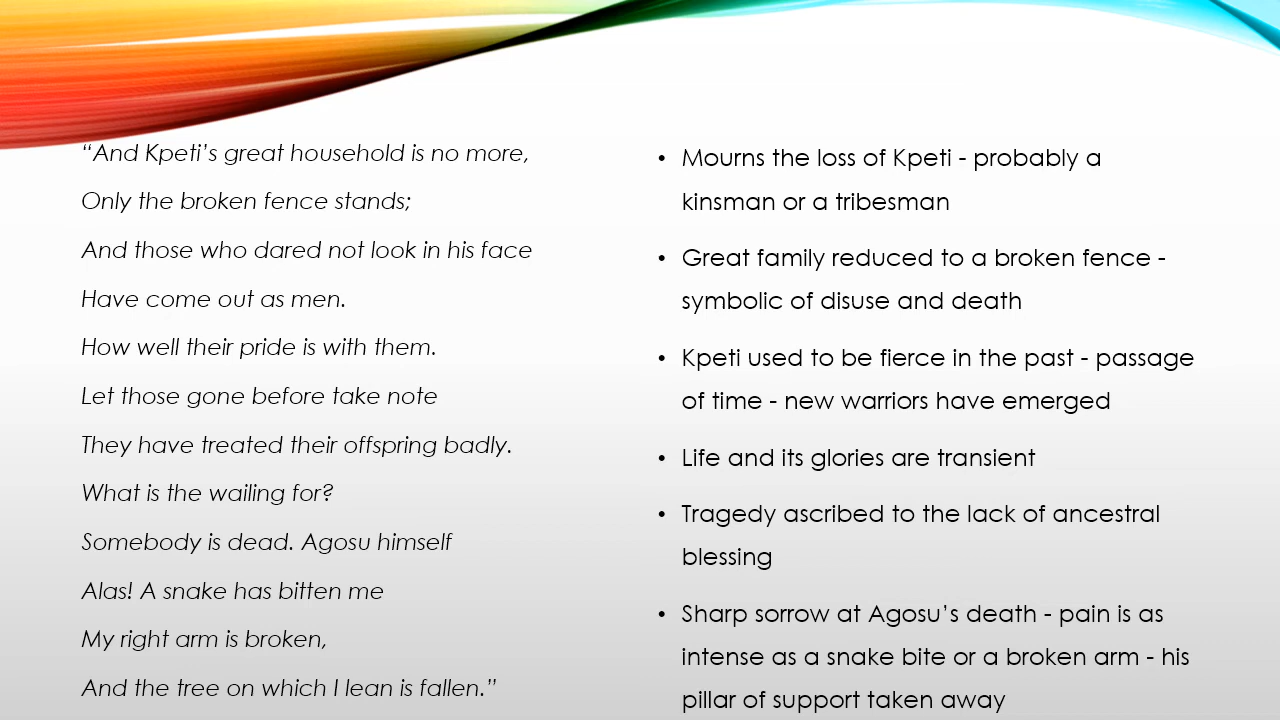 “And Kpeti’s great household is no more,
Only the broken fence stands;
And those who dared not look in his face
Have come out as men.
How well their pride is with them.
Let those gone before take note
They have treated their offspring badly.
What is the wailing for?
Somebody is dead. Agosu himself
Alas! A snake has bitten me
My right arm is broken,
And the tree on which I lean is fallen.”
• Mourns the loss of Kpeti - probably a
kinsman or a tribesman
• Great family reduced to a broken fence -
symbolic of disuse and death
• Kpeti used to be fierce in the past - passage
of time - new warriors have emerged
• Life and its glories are transient
• Tragedy ascribed to the lack of ancestral
blessing
• Sharp sorrow at Agosu’s death - pain is as
intense as a snake bite or a broken arm - his
pillar of support taken away